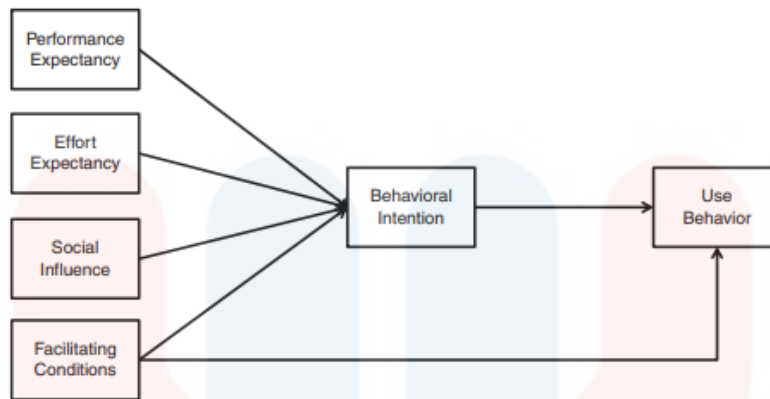 Performance
Expectancy
Effort
Expectancy
Social
Influence
Facilitating
Conditions
Behavioral
Intention
Use
Behavior